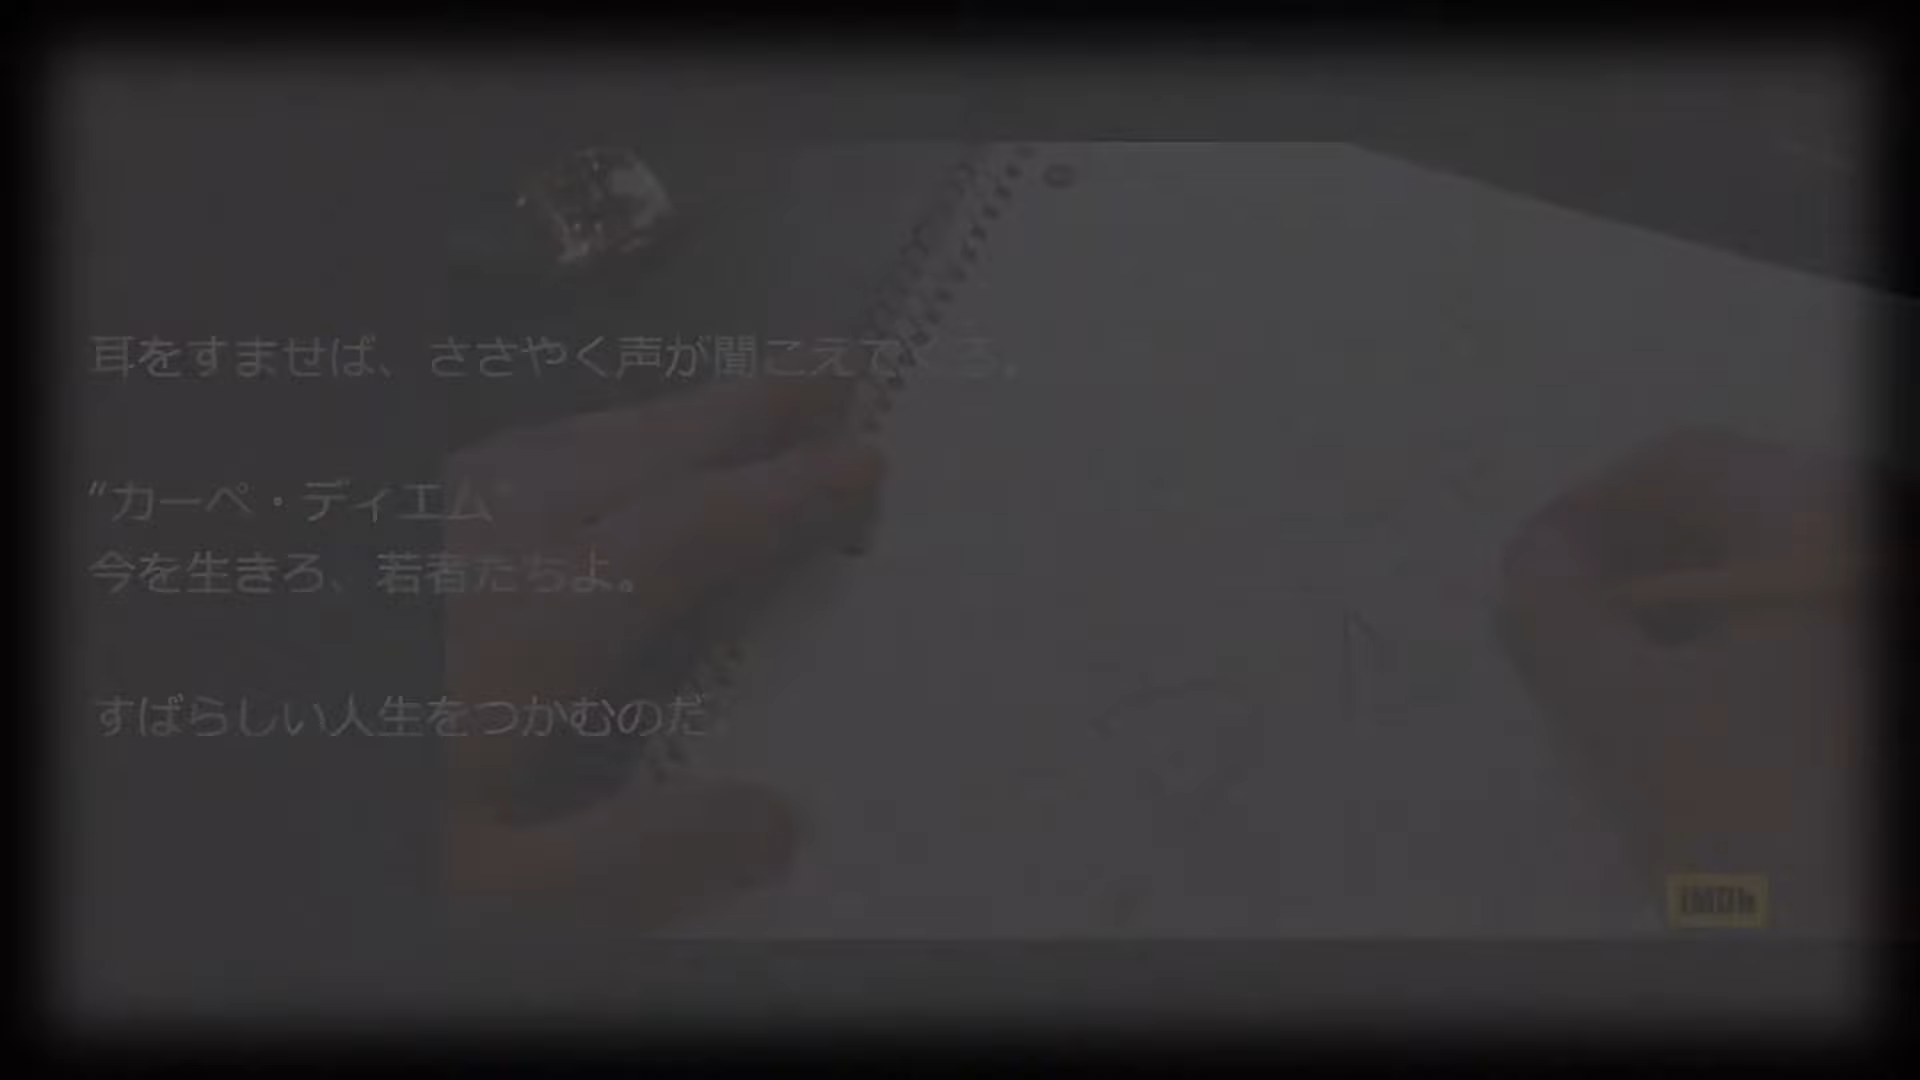 耳をすませば、ささやく声が聞こえてくる。
“カーペ・ディエム”
今を生きろ、若者たちよ。
すばらしい人生をつかむのだ
IMDb